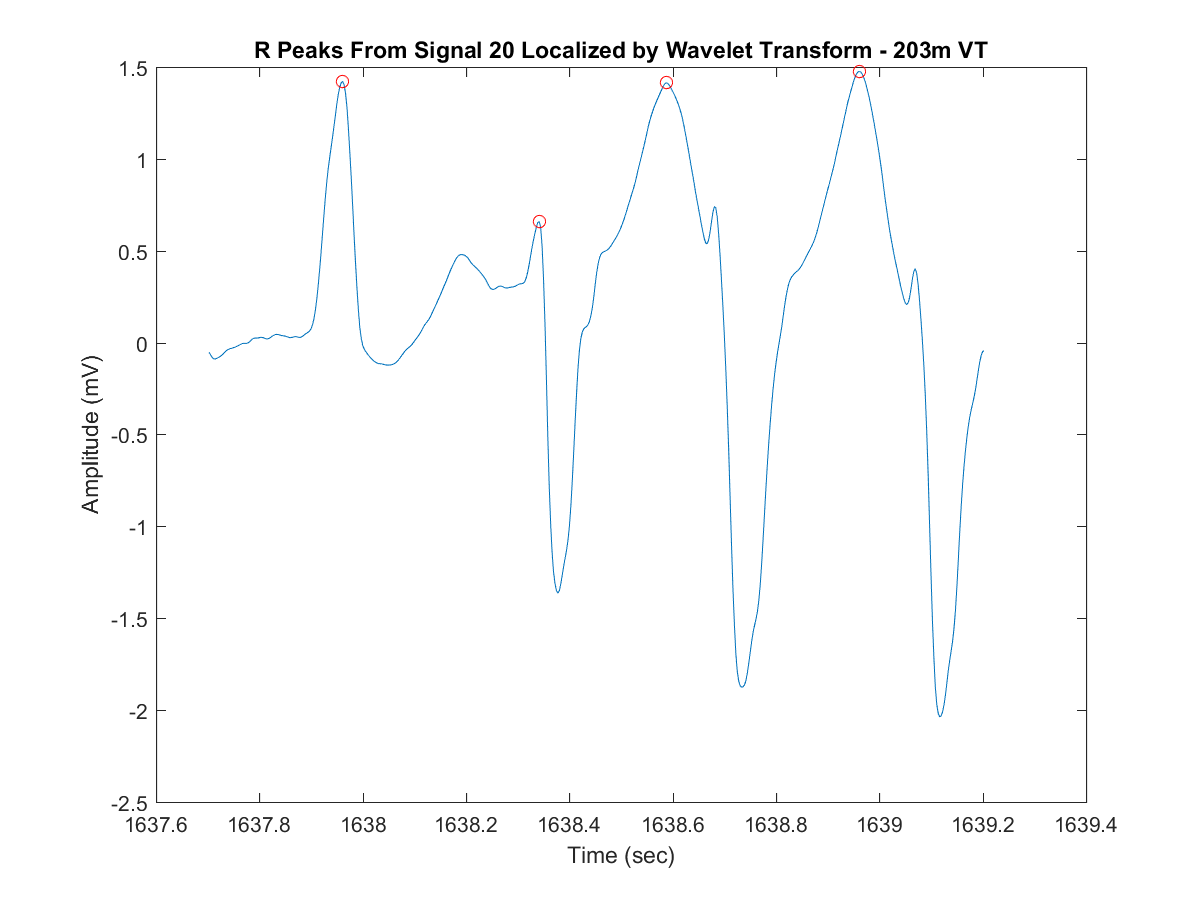 R Peaks From Signal 20 Localized by Wavelet Transform - 203m VT
1.5
1
0.5
0
-0.5
-1
-1.5
-2
-2.5
Amplitude (mV)
1637.6 1637.8 1638 1638.2 1638.4 1638.6 1638.8 1639 1639.2 1639.4
Time (sec)